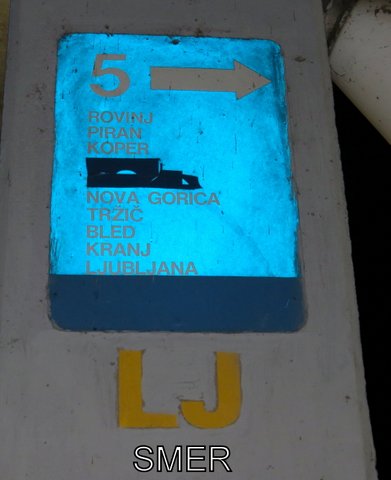 5
ROVINJ
PIRAN
KOPER
NOVA GORICA
TRŽIČ
BLED
KRANJ
LJUBLJANA
LJ
SMER